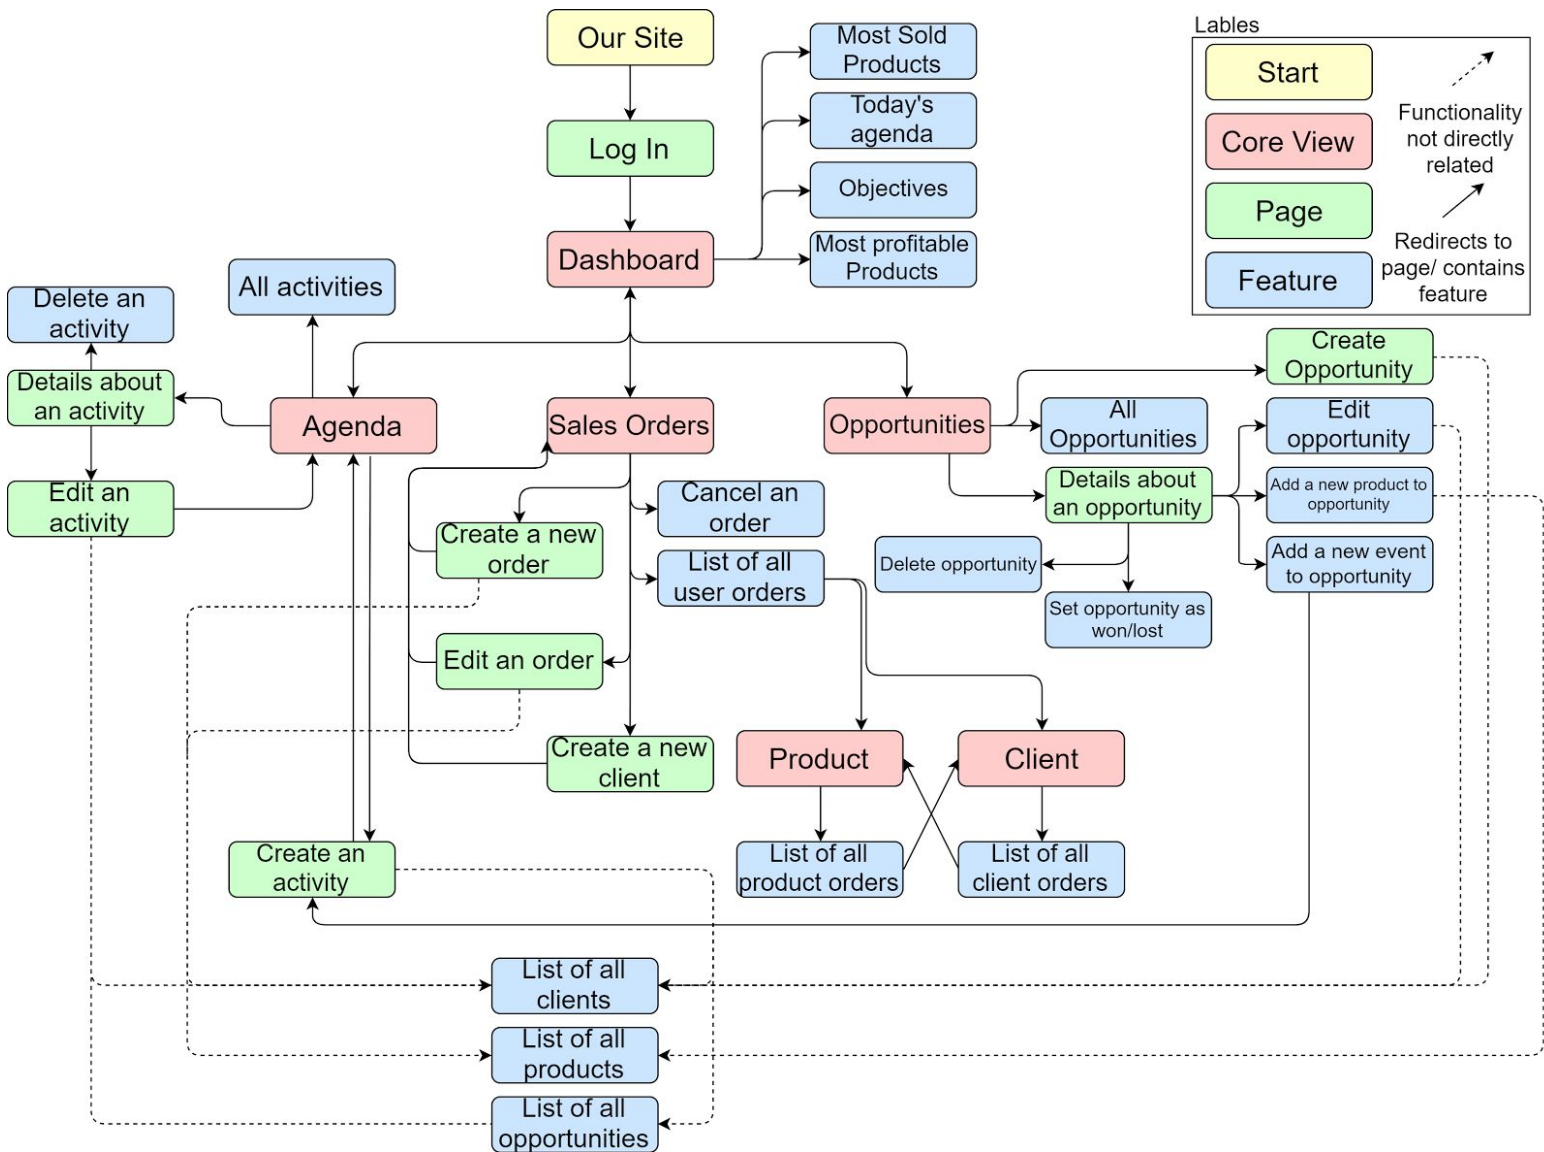 Our Site
Log In
Dashboard
Most Sold
Products
Today's
agenda
Objectives
Most profitable
Products
Lables
Start
Core View
Page
Feature
Functionality
not directly
related
Redirects to
page/ contains
feature
Delete an
activity
All activities
Details about
an activity
Agenda
Edit an
activity
Sales Orders
Cancel an
order
Create a new
order
List of all
user orders
Edit an order
Create a new
client
Opportunities
Create
Opportunity
All
Opportunities
Edit
opportunity
Details about
an opportunity
Add a new product to
opportunity
Delete opportunity
Add a new event
to opportunity
Set opportunity as
won/lost
Product
Client
Create an
activity
List of all
product orders
List of all
client orders
List of all
clients
List of all
products
List of all
opportunities